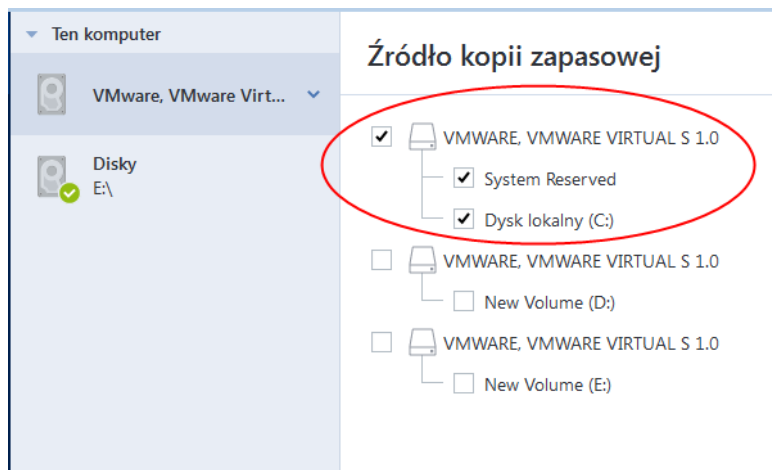 Ten komputer
VMware, VMware Virt...
Disky
E:\
Źródło kopii zapasowej
VMWARE, VMWARE VIRTUAL S 1.0
System Reserved
Dysk lokalny (C:)
VMWARE, VMWARE VIRTUAL S 1.0
New Volume (D:)
VMWARE, VMWARE VIRTUAL S 1.0
New Volume (E:)